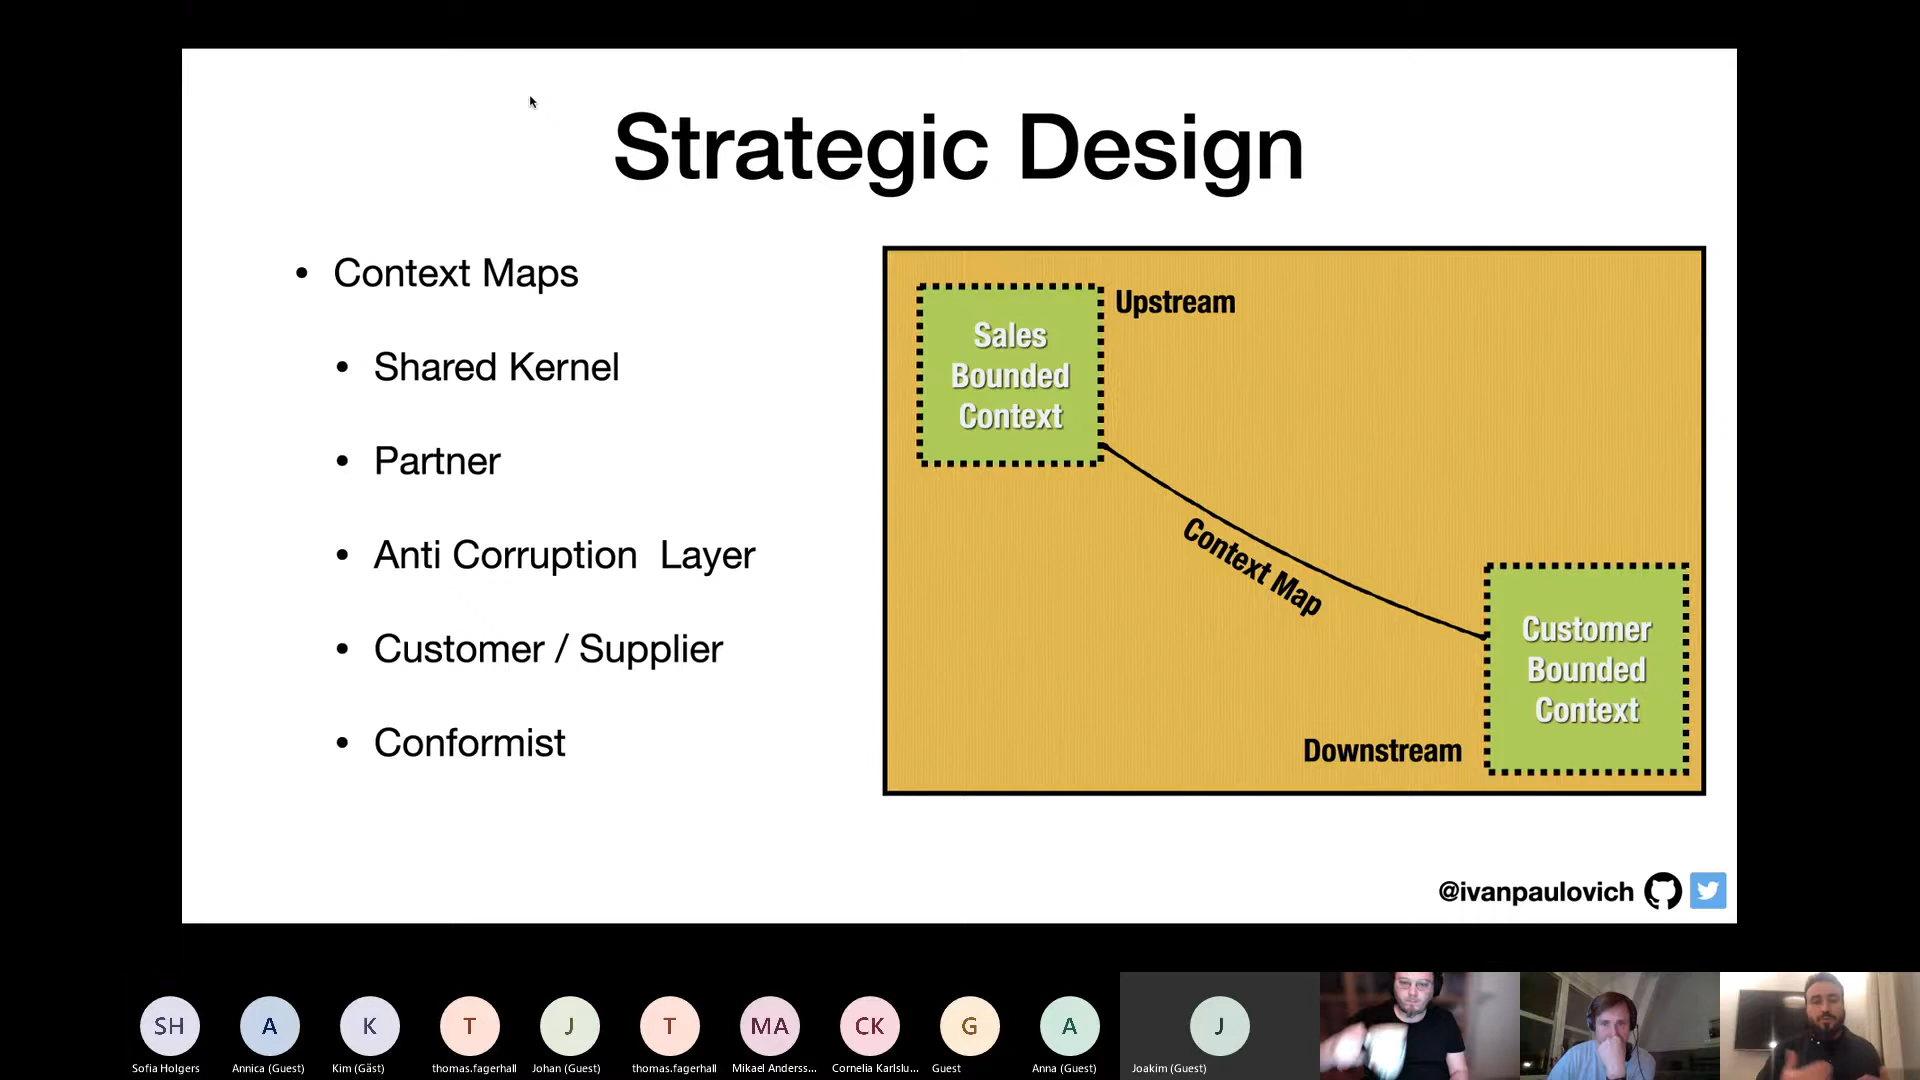 Strategic Design
• Context Maps
• Shared Kernel
• Partner
• Anti Corruption  Layer
• Customer / Supplier
• Conformist
Sales
Bounded
Context
Upstream
Context Map
Customer
Bounded
Context
Downstream
@ivanpaulovich
SH
A
K
T
J
T
MA
CK
G
A
J
Sofia Holgers
Annica (Guest)
Kim (Gäst)
thomas.fagerhall
Johan (Guest)
thomas.fagerhall
Mikael Anderss...
Cornelia Karlslu...
Guest
Anna (Guest)
Joakim (Guest)